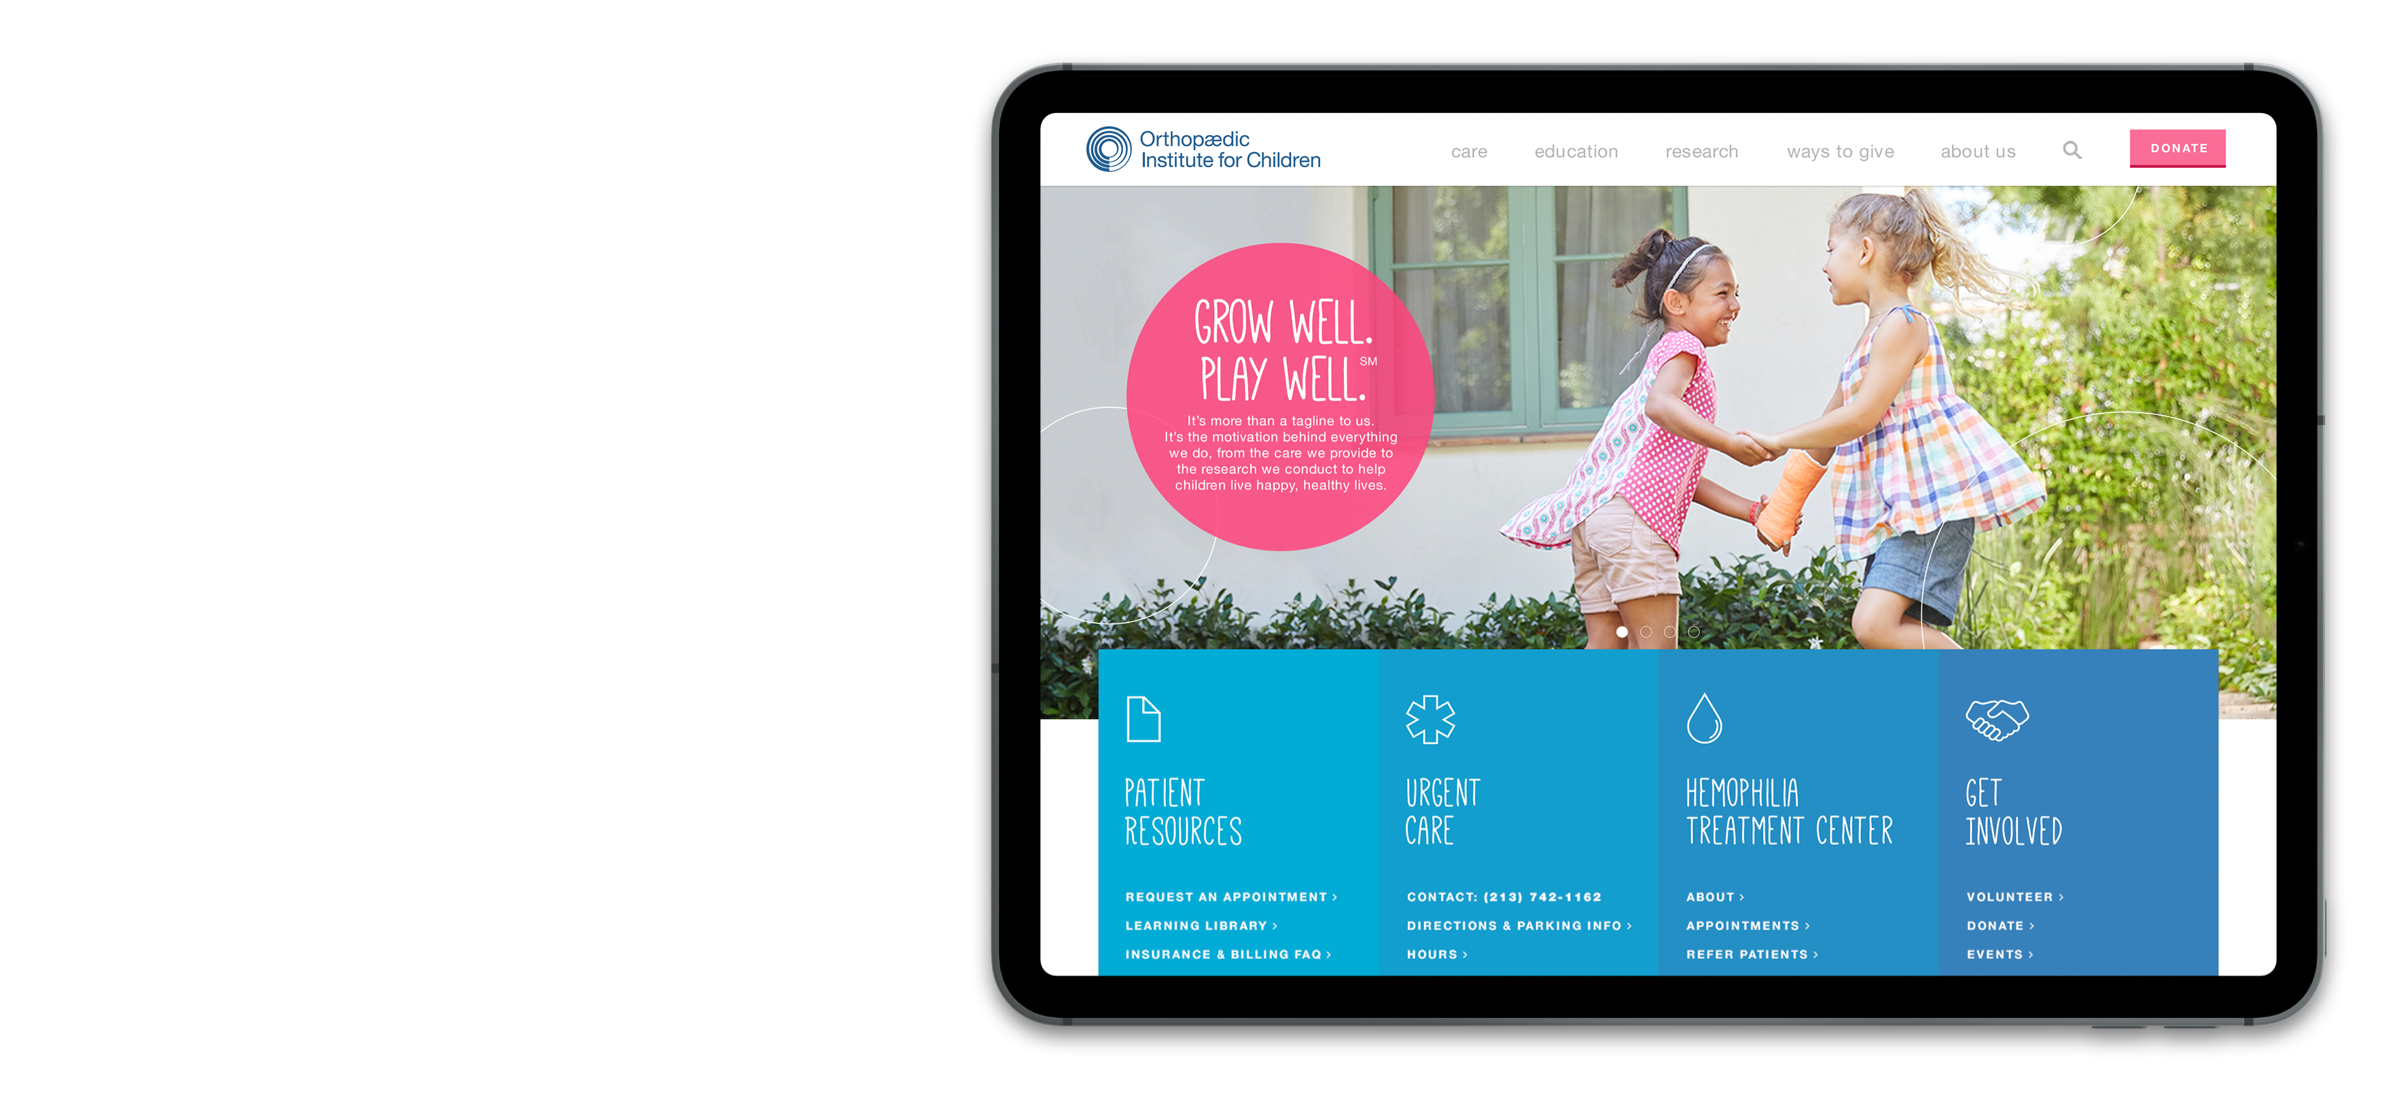 Orthopædic
Institute for Children
care education research ways to give about us DONATE
GROW WELL.
PLAY WELL.℠
It's more than a tagline to us.
It's the motivation behind everything
we do, from the care we provide to
the research we conduct to help
children live happy, healthy lives.
PATIENT
RESOURCES
REQUEST AN APPOINTMENT >
LEARNING LIBRARY >
INSURANCE & BILLING FAQ >
URGENT
CARE
CONTACT: (213) 742-1162
DIRECTIONS & PARKING INFO >
HOURS >
HEMOPHILIA
TREATMENT CENTER
ABOUT >
APPOINTMENTS >
REFER PATIENTS >
GET
INVOLVED
VOLUNTEER >
DONATE >
EVENTS >